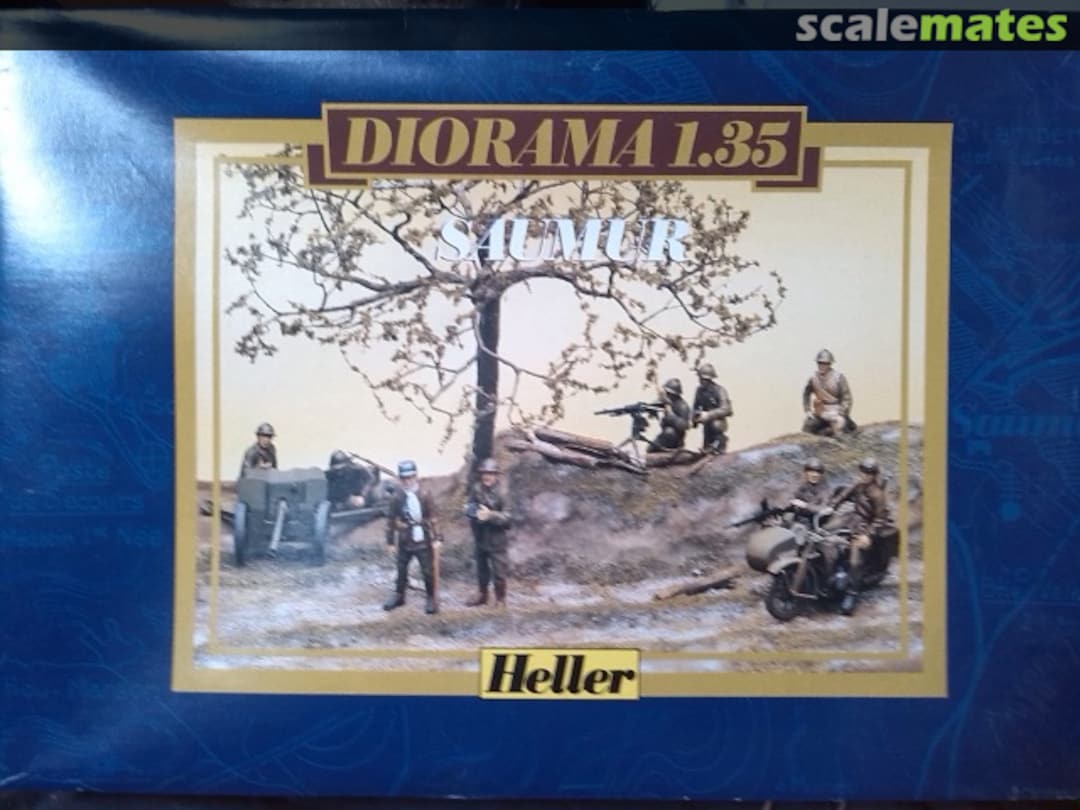 scalemates
DIORAMA 1.35
SAUMUR
Heller